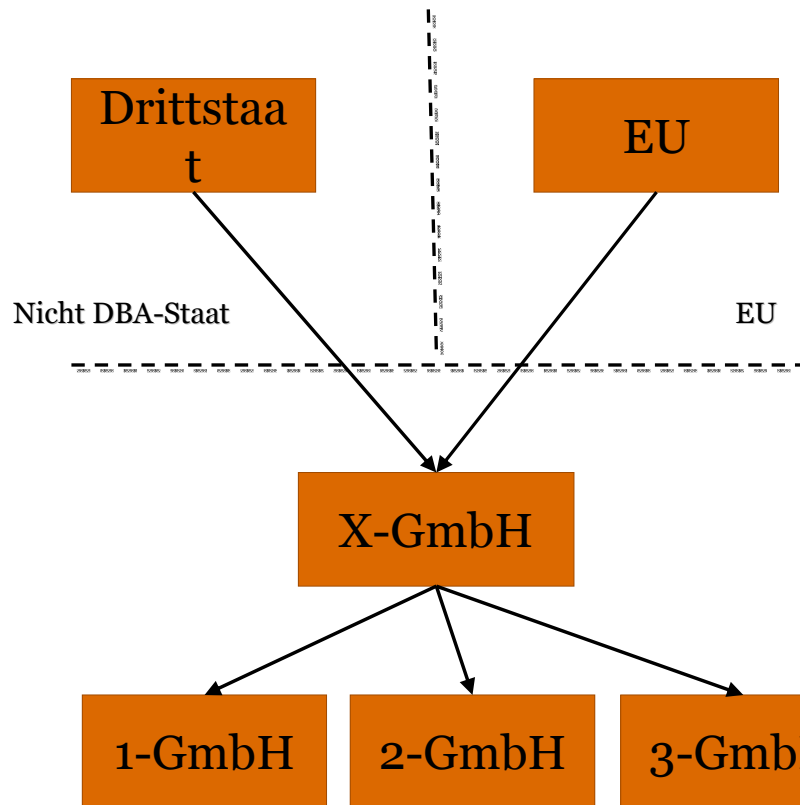 Drittstaa
t
EU
Nicht DBA-Staat
EU
X-GmbH
1-GmbH
2-GmbH
3-Gmb